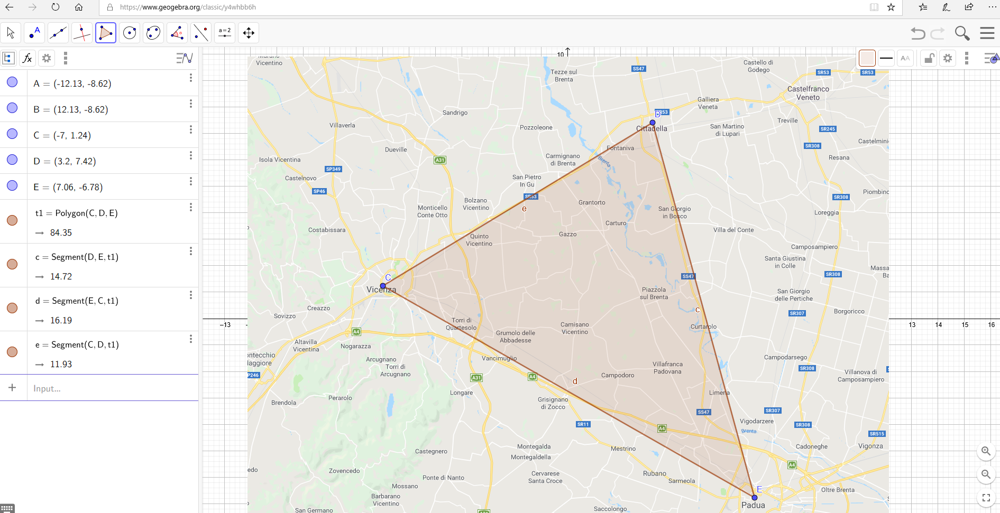 https://www.geogebra.org/classic/y4whbb6h
A
a=2
fx
A = (-12.13, -8.62)
B = (12.13, -8.62)
C = (-7, 1.24)
D = (3.2, 7.42)
E = (7.06, -6.78)
t1 = Polygon(C, D, E)
→ 84.35
c = Segment(D, E, t1)
→ 14.72
d = Segment(E, C, t1)
→ 16.19
e = Segment(C, D, t1)
→ 11.93
+ Input...
10
AA
−13
13 14 15 16
Vicentino
Tezze sul
Brenta
SS47
Castello di
Godego
SR53
SR53
Castelfranco
Veneto
Galliera
Veneta
Sandrigo
D
Villaverla
Pozzoleone
Cittadella
San Martino
di Lupari
Treville
SR245
Castelmini
SR308
Resana
Dueville
Fontaniva
Isola Vicentina
A31
Carmignano
di Brenta
Brenta
SP349
Castelnovo
San Pietro
In Gu
SP46
SR53
Piombino
SR308
Bolzano
Vicentino
Grantorto
Monticello
Conte Otto
e
San Giorgio
in Bosco
Loreggia
Carturo
Costabissara
Gazzo
Villa del Conte
Quinto
Vicentino
Camposampiero
Santa Giustina
in Colle
Massa
Ba
C
SS47
SR308
Vicenza
Piazzola
sul Brenta
San Giorgio
delle Pertiche
Creazzo
c
Borgoricco
Sovizzo
SR307
Torri di
Quartesolo
Camisano
Vicentino
Curtarolo
A4
Grumolo delle
Abbadesse
Altavilla
Vicentina
Nogarazza
ontecchio
laggiore
Arcugnano
Vancimuglio
Torri di
Arcugnano
Villafranca
Padovana
Campodarsego
SR308
P246
A31
A4
d
Campodoro
Villanova di
Camposampiero
Longare
Limena
Perarolo
Brendola
Grisignano
di Zocco
SS47
SR307
SR11
A4
Vigodarzere
SR308
Brenta
SR515
Castegnero
Montegalda
Mestrino
Cadoneghe
Vigonza
Montegaldella
edo
Zovencedo
Cervarese
Santa Croce
Rubano
A4
Ponte di Nanto
Sarmeola
Mossano
E
Oltre Brenta
Barbarano
Vicentino
Padua
San Germano
Saccolongo